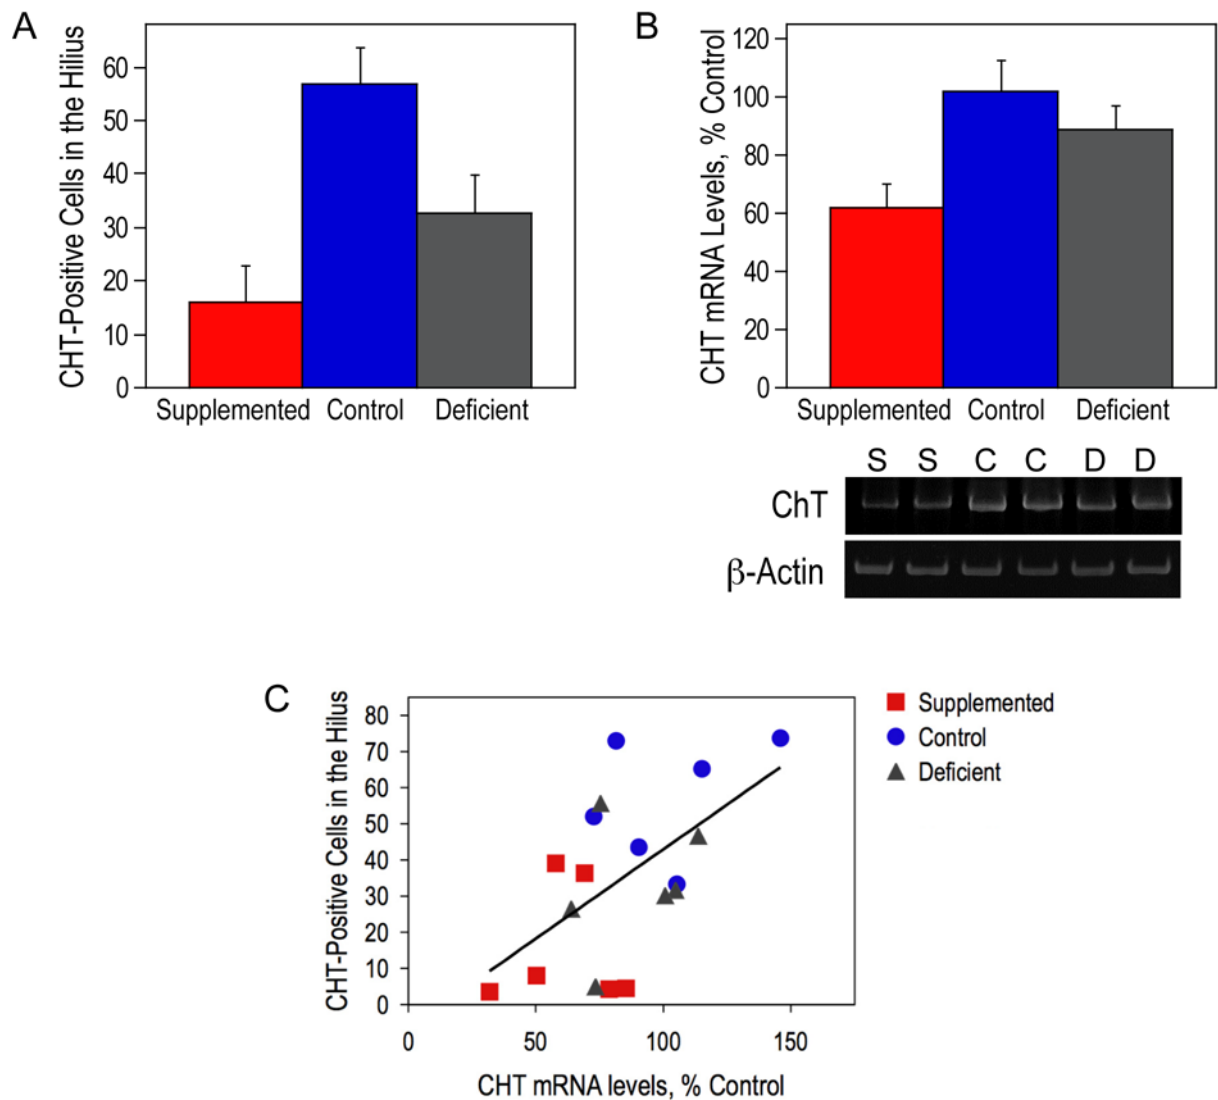 A
CHT-Positive Cells in the Hilius
60
50
40
30
20
10
0
Supplemented Control Deficient
B
CHT mRNA Levels, % Control
120
100
80
60
40
20
0
Supplemented Control Deficient
S S C C D D
ChT
β-Actin
C
CHT-Positive Cells in the Hilus
80
70
60
50
40
30
20
10
0
0 50 100 150
CHT mRNA levels, % Control
Supplemented
Control
Deficient